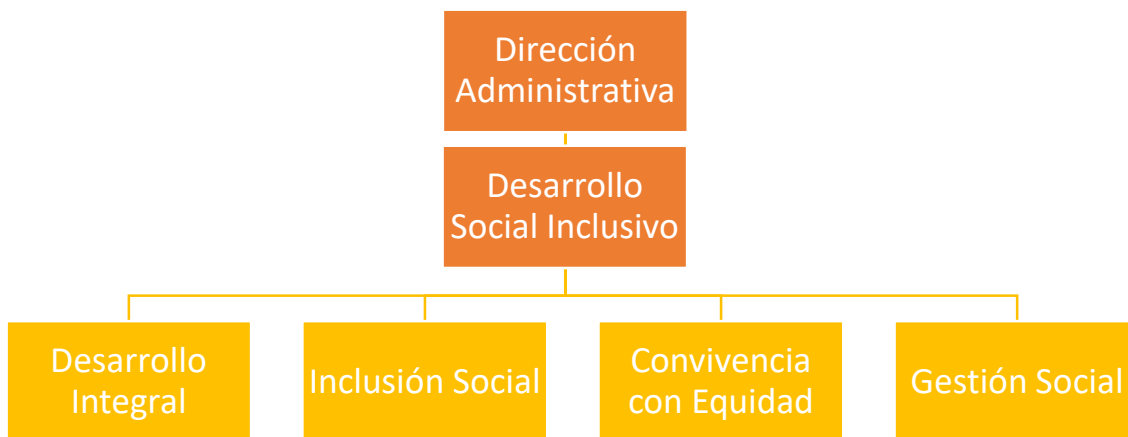 Dirección
Administrativa
Desarrollo
Social Inclusivo
Desarrollo
Integral
Inclusión Social
Convivencia
con Equidad
Gestión Social